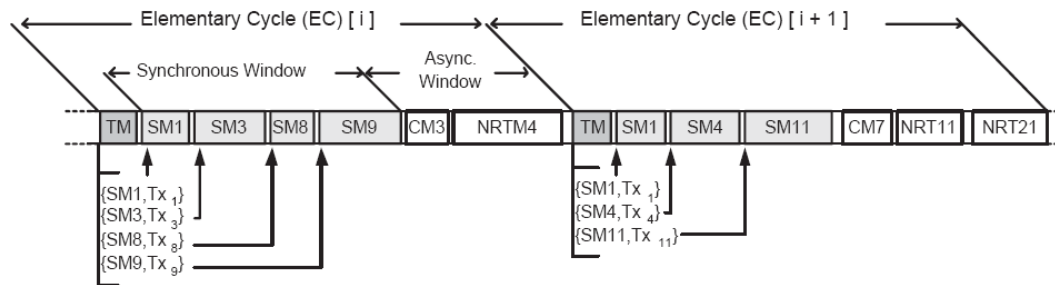 Elementary Cycle (EC) [ i ]
Elementary Cycle (EC) [ i + 1 ]
Synchronous Window
Async.
Window
TM SM1 SM3 SM8 SM9 CM3 NRTM4 TM SM1 SM4 SM11 CM7 NRT11 NRT21
{SM1,Tx 1}
{SM3,Tx 3}
{SM8,Tx 8}
{SM9,Tx 9}
{SM1,Tx 1}
{SM4,Tx 4}
{SM11,Tx 11}